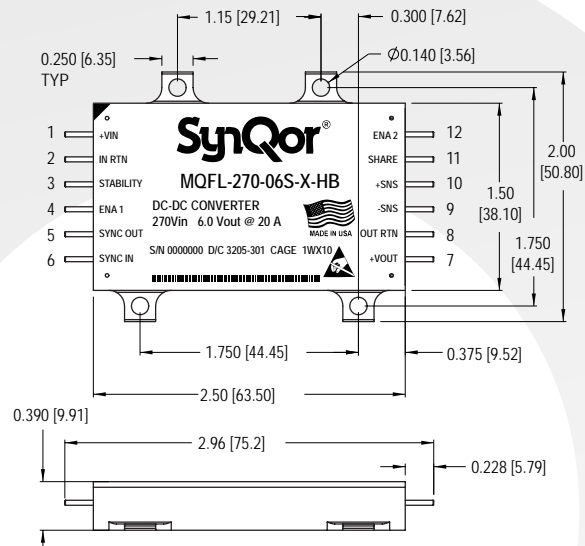 1.15 [29.21]
0.300 [7.62]
0.250 [6.35]
TYP
Ø0.140 [3.56]
SynQor®
1 +VIN
2 IN RTN
3 STABILITY
4 ENA 1
5 SYNC OUT
6 SYNC IN
MQFL-270-06S-X-HB
DC-DC CONVERTER
270Vin 6.0 Vout @ 20 A
MADE IN USA
S/N 0000000 D/C 3205-301 CAGE 1WX10
ENA 2 12
SHARE 11
+SNS 10
-SNS 9
OUT RTN 8
+VOUT 7
1.50
[38.10]
2.00
[50.80]
1.750
[44.45]
1.750 [44.45]
0.375 [9.52]
2.50 [63.50]
0.390 [9.91]
2.96 [75.2]
0.228 [5.79]